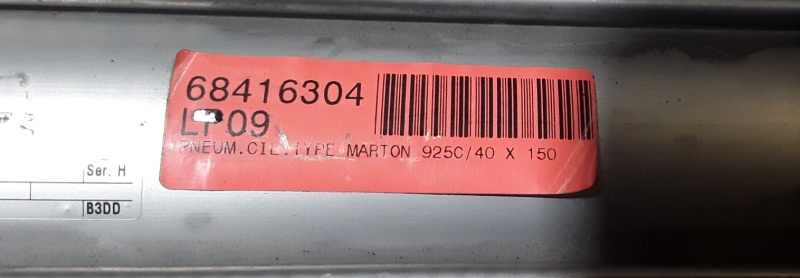 68416304
LP09
PNEUM.CIL.TYPE MARTON 925C/40 X 150
Ser. H
B3DD